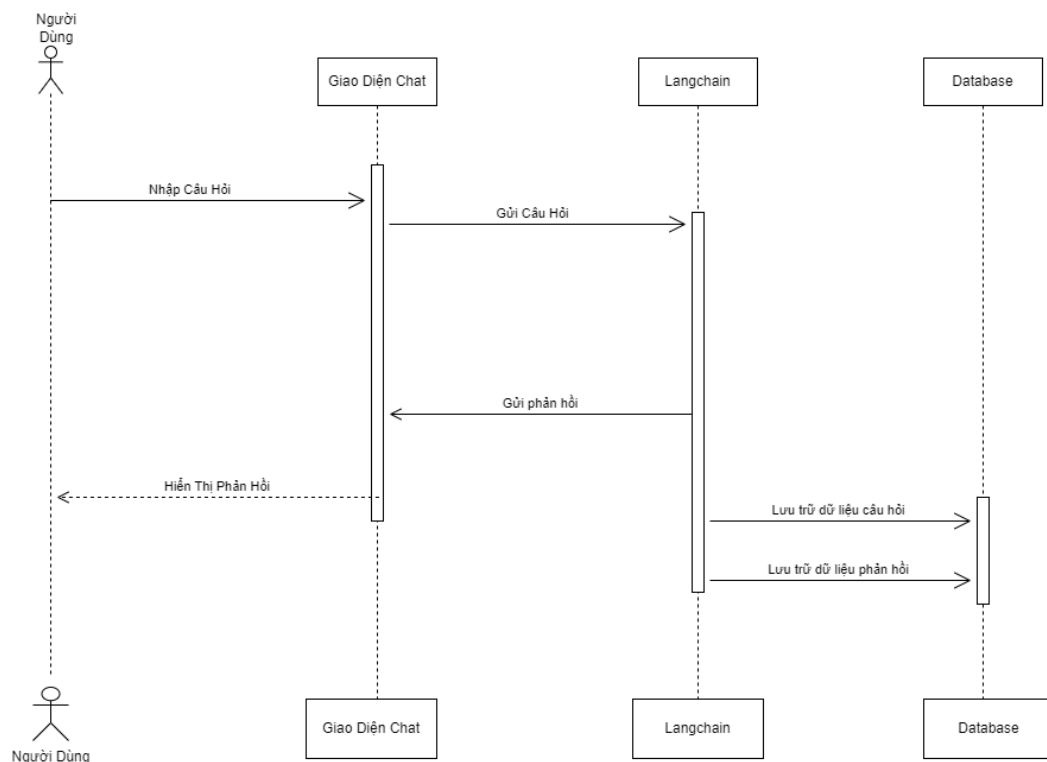 Người
Dùng
Giao Diện Chat
Langchain
Database
Nhập Câu Hỏi
Gửi Câu Hỏi
Gửi phản hồi
Hiển Thị Phản Hồi
Lưu trữ dữ liệu câu hỏi
Lưu trữ dữ liệu phản hồi
Giao Diện Chat
Langchain
Database
Người Dùng